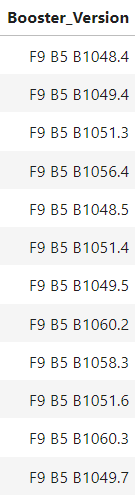 Booster_Version
F9 B5 B1048.4
F9 B5 B1049.4
F9 B5 B1051.3
F9 B5 B1056.4
F9 B5 B1048.5
F9 B5 B1051.4
F9 B5 B1049.5
F9 B5 B1060.2
F9 B5 B1058.3
F9 B5 B1051.6
F9 B5 B1060.3
F9 B5 B1049.7